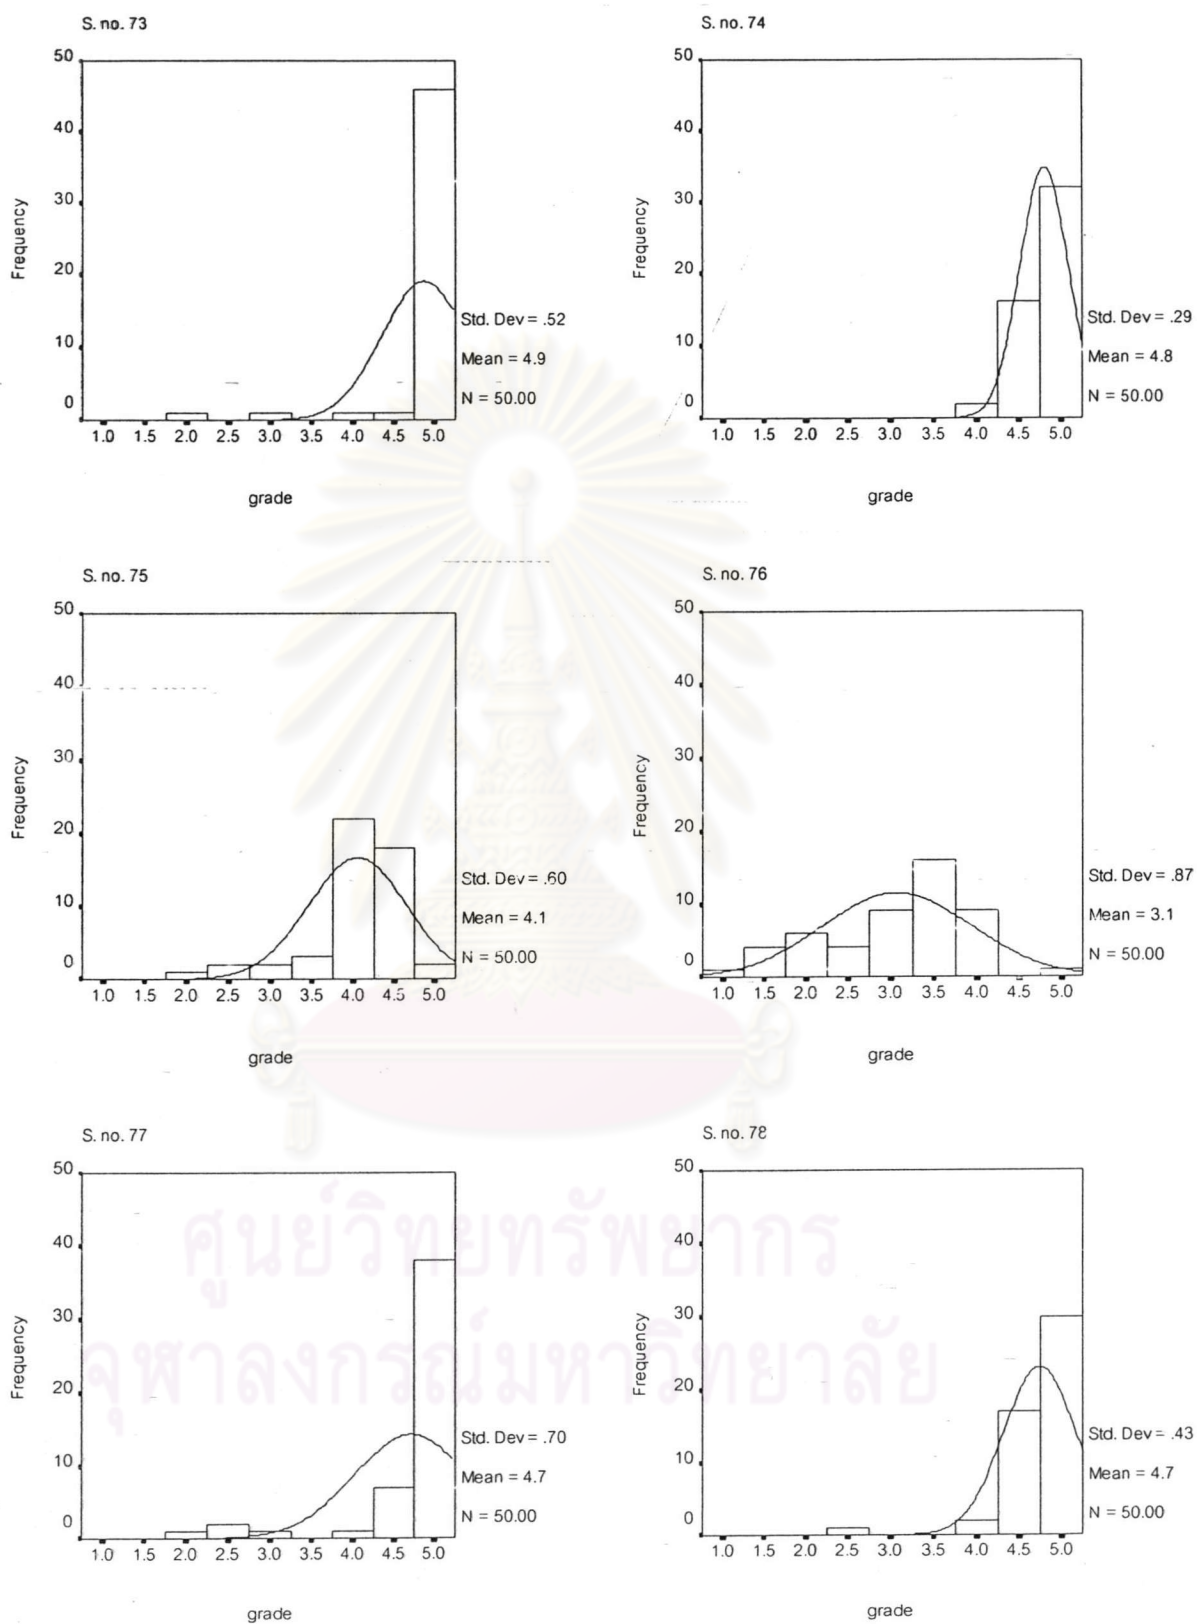 S. no. 73
50
40
30
20
10
0
Frequency
1.0 1.5 2.0 2.5 3.0 3.5 4.0 4.5 5.0
grade
Std. Dev = .52
Mean = 4.9
N = 50.00
S. no. 74
50
40
30
20
10
0
Frequency
1.0 1.5 2.0 2.5 3.0 3.5 4.0 4.5 5.0
grade
Std. Dev = .29
Mean = 4.8
N = 50.00
S. no. 75
50
40
30
20
10
0
Frequency
1.0 1.5 2.0 2.5 3.0 3.5 4.0 4.5 5.0
grade
Std. Dev = .60
Mean = 4.1
N = 50.00
S. no. 76
50
40
30
20
10
0
Frequency
1.0 1.5 2.0 2.5 3.0 3.5 4.0 4.5 5.0
grade
Std. Dev = .87
Mean = 3.1
N = 50.00
S. no. 77
50
40
30
20
10
0
Frequency
1.0 1.5 2.0 2.5 3.0 3.5 4.0 4.5 5.0
grade
Std. Dev = .70
Mean = 4.7
N = 50.00
S. no. 78
50
40
30
20
10
0
Frequency
1.0 1.5 2.0 2.5 3.0 3.5 4.0 4.5 5.0
grade
Std. Dev = .43
Mean = 4.7
N = 50.00
ศูนย์วิทยทรัพยากร
จุฬาลงกรณ์มหาวิทยาลัย